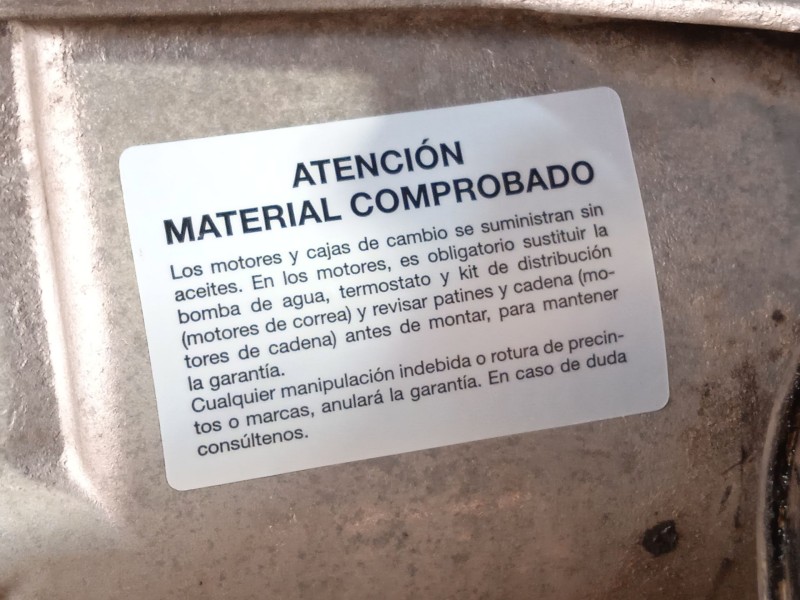 ATENCIÓN
MATERIAL COMPROBADO
Los motores y cajas de cambio se suministran sin
aceites. En los motores, es obligatorio sustituir la
bomba de agua, termostato y kit de distribución
(motores de correa) y revisar patines y cadena (mo-
tores de cadena) antes de montar, para mantener
la garantía.
Cualquier manipulación indebida o rotura de precin-
tos o marcas, anulará la garantía. En caso de duda
consúltenos.